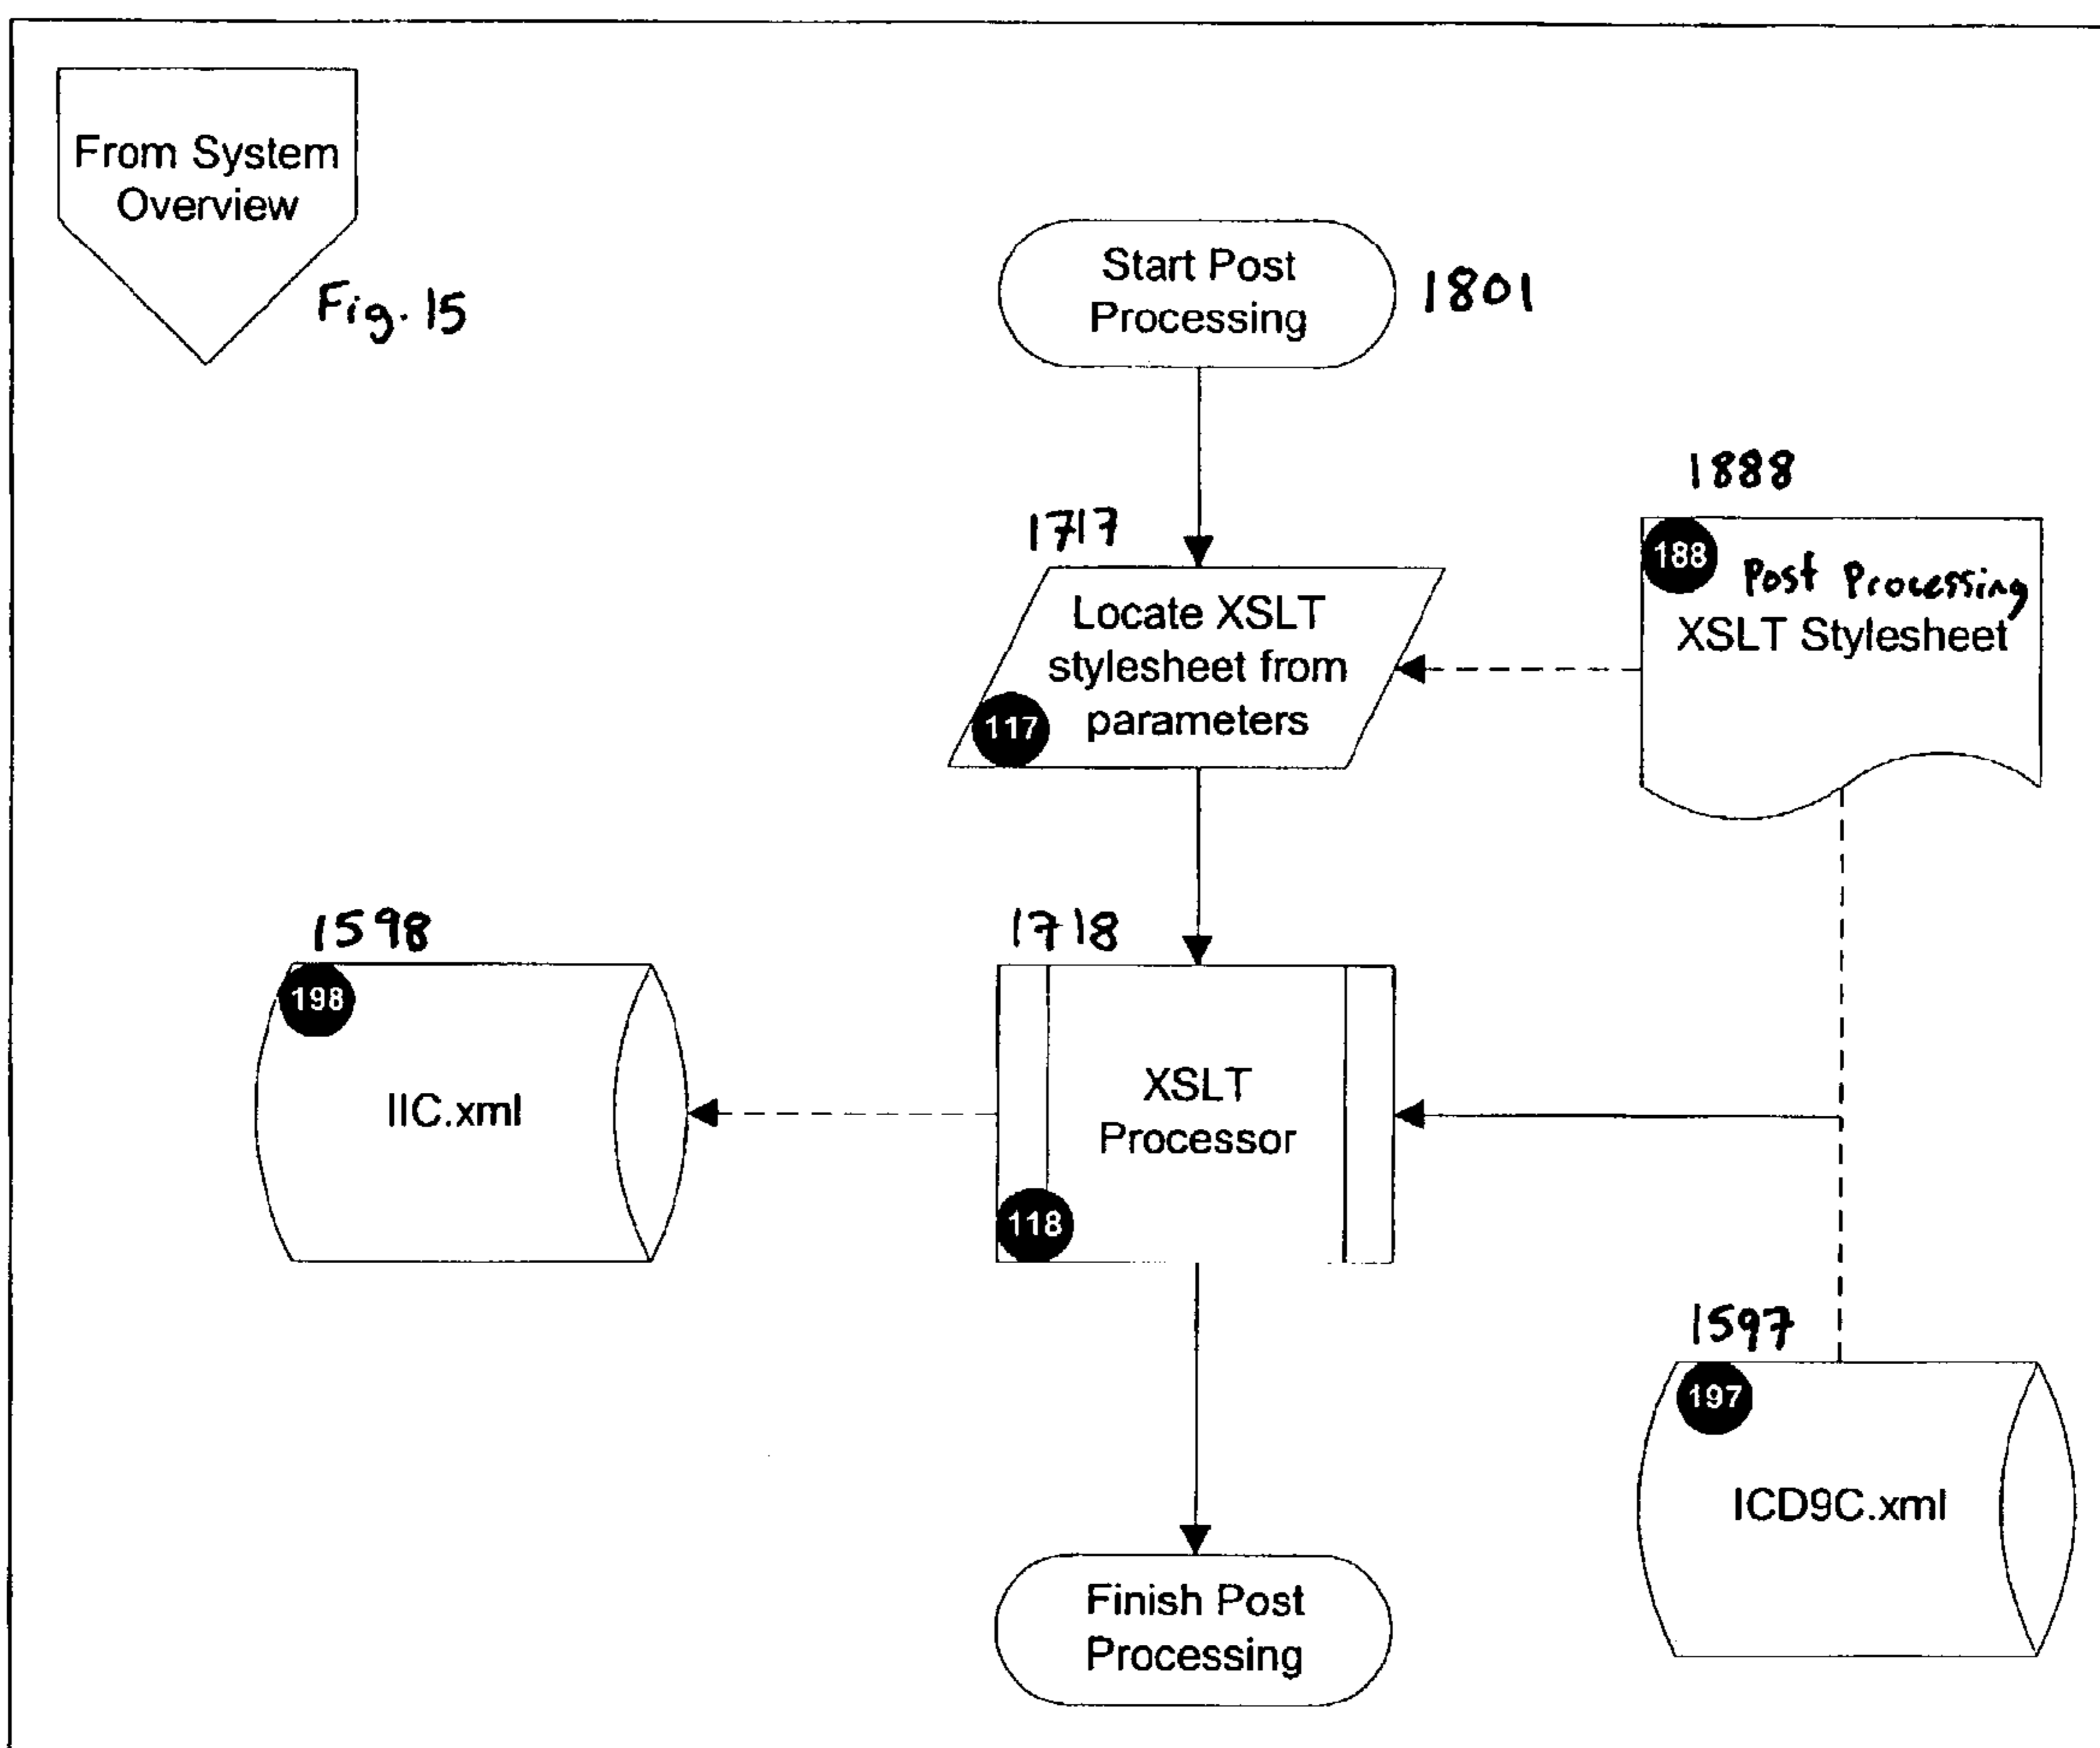 From System
Overview
Fig. 15
Start Post
Processing
1801
1717
Locate XSLT
stylesheet from
parameters
117
1888
188
Post Processing
XSLT Stylesheet
1598
198
IIC.xml
1718
XSLT
Processor
118
1597
197
ICD9C.xml
Finish Post
Processing